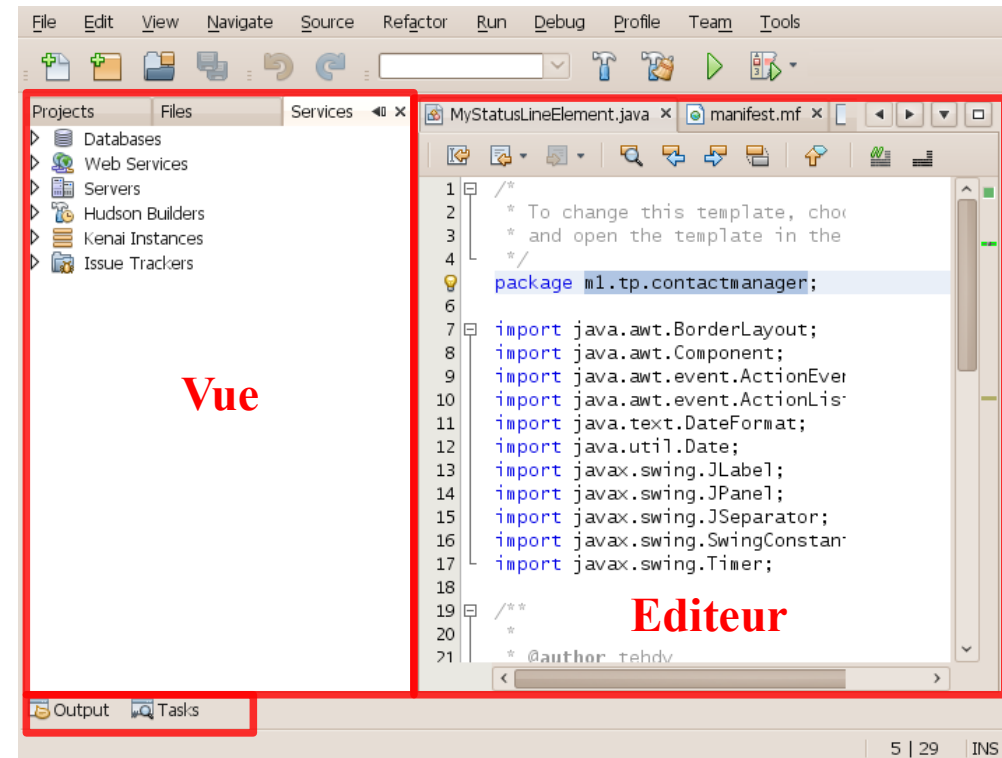 File Edit View Navigate Source Refactor Run Debug Profile Team Tools
Projects Files Services
Databases
Web Services
Servers
Hudson Builders
Kenai Instances
Issue Trackers
Vue
MyStatusLineElement.java manifest.mf
1 /*
2 * To change this template, choo
3 * and open the template in the
4 */
package m1.tp.contactmanager;
6
7 import java.awt.BorderLayout;
8 import java.awt.Component;
9 import java.awt.event.ActionEver
10 import java.awt.event.ActionLis
11 import java.text.DateFormat;
12 import java.util.Date;
13 import javax.swing.JLabel;
14 import javax.swing.JPanel;
15 import javax.swing.JSeparator;
16 import javax.swing.SwingConstan
17 import javax.swing.Timer;
18
19 /**
20 *
21 * @author tehdy
Editeur
Output Tasks
5 | 29 INS